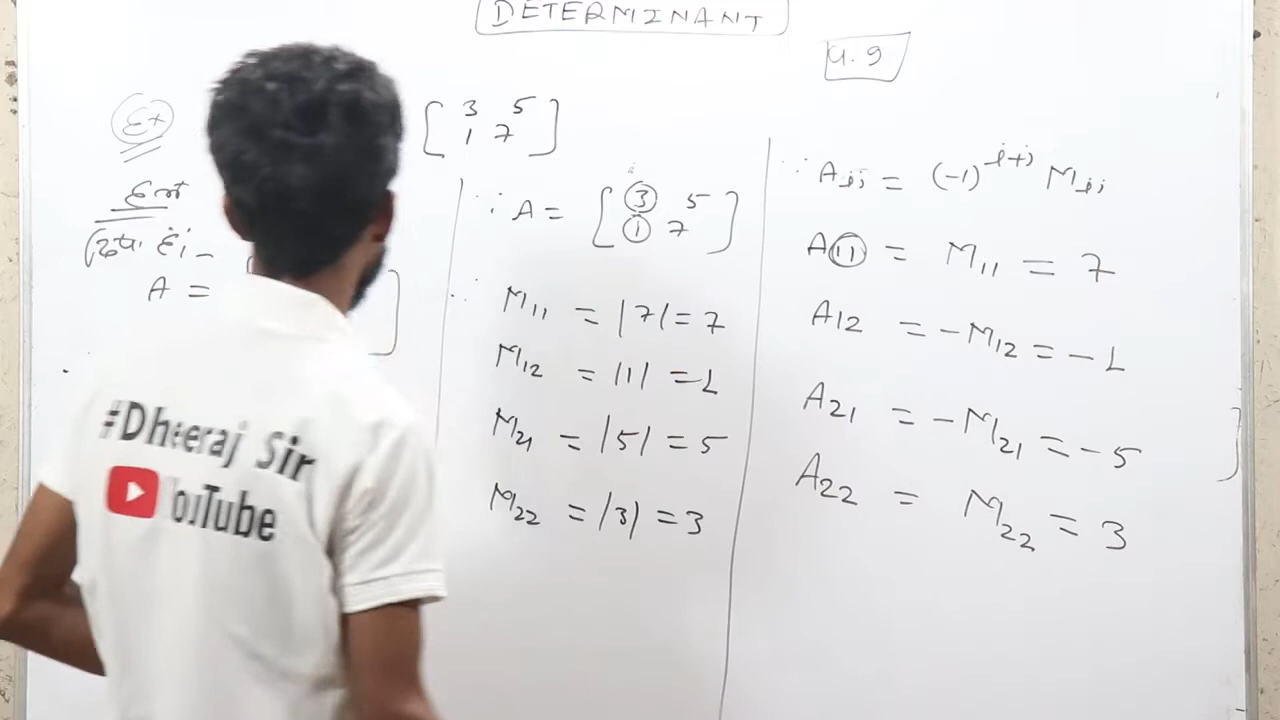 DETERMINANT
4.9
Ex
[ 3 5
1 7 ]
A =
∵ A = [ 3 5
1 7 ]
∴ M11 = |7| = 7
M12 = |1| = 1
M21 = |5| = 5
M22 = |3| = 3
∵ Aij = (-1)^i+j Mij
A11 = M11 = 7
A12 = -M12 = -1
A21 = -M21 = -5
A22 = M22 = 3
#Dheeraj Sir
YouTube